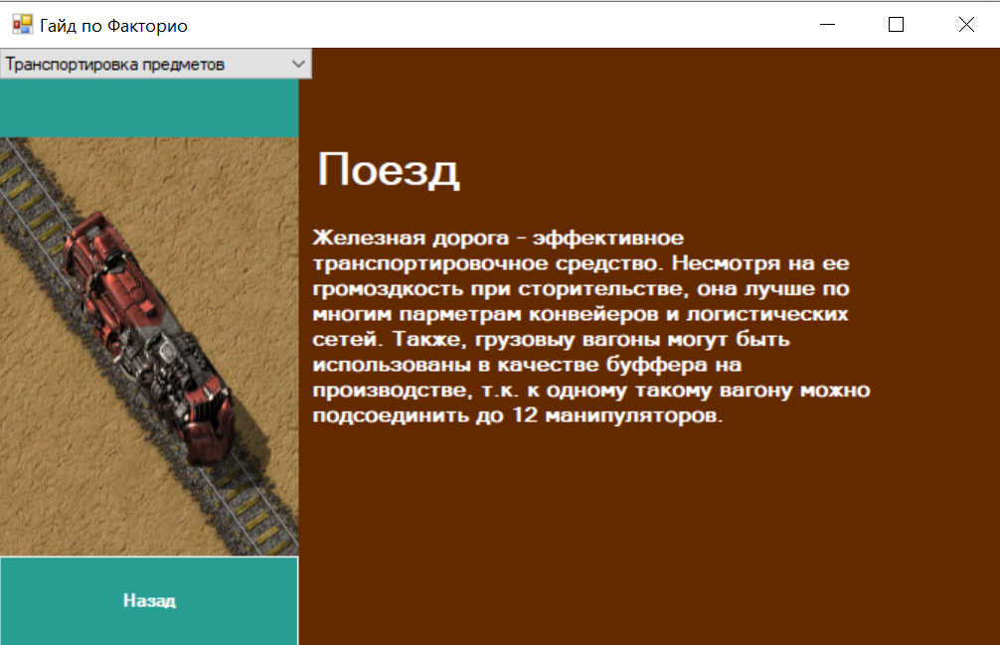 Гайд по Факторио
Транспортировка предметов
Поезд
Железная дорога - эффективное
транспортировочное средство. Несмотря на ее
громоздкость при сторительстве, она лучше по
многим парметрам конвейеров и логистических
сетей. Также, грузовыу вагоны могут быть
использованы в качестве буффера на
производстве, т.к. к одному такому вагону можно
подсоединить до 12 манипуляторов.
Назад